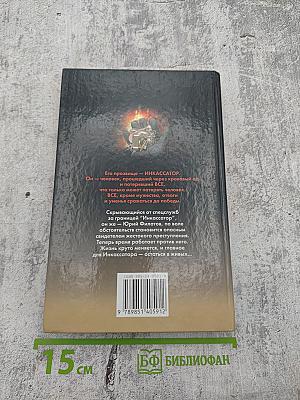 Его прозвище — ИНКАССАТОР.
Он — человек, прошедший через кровавый ад
и потерявший ВСЕ,
что только может потерять человек.
ВСЕ, кроме мужества, отваги
и умения сражаться до победы.
Скрывающийся от спецслужб
за границей "Инкассатор",
он же — Юрий Филатов, по воле
обстоятельств становится опасным
свидетелем жестокого преступления.
Теперь время работает против него.
Жизнь круто меняется, и главное
для Инкассатора — остаться в живых...
9 789851 405912
15 см
БФ БИБЛИОФАН